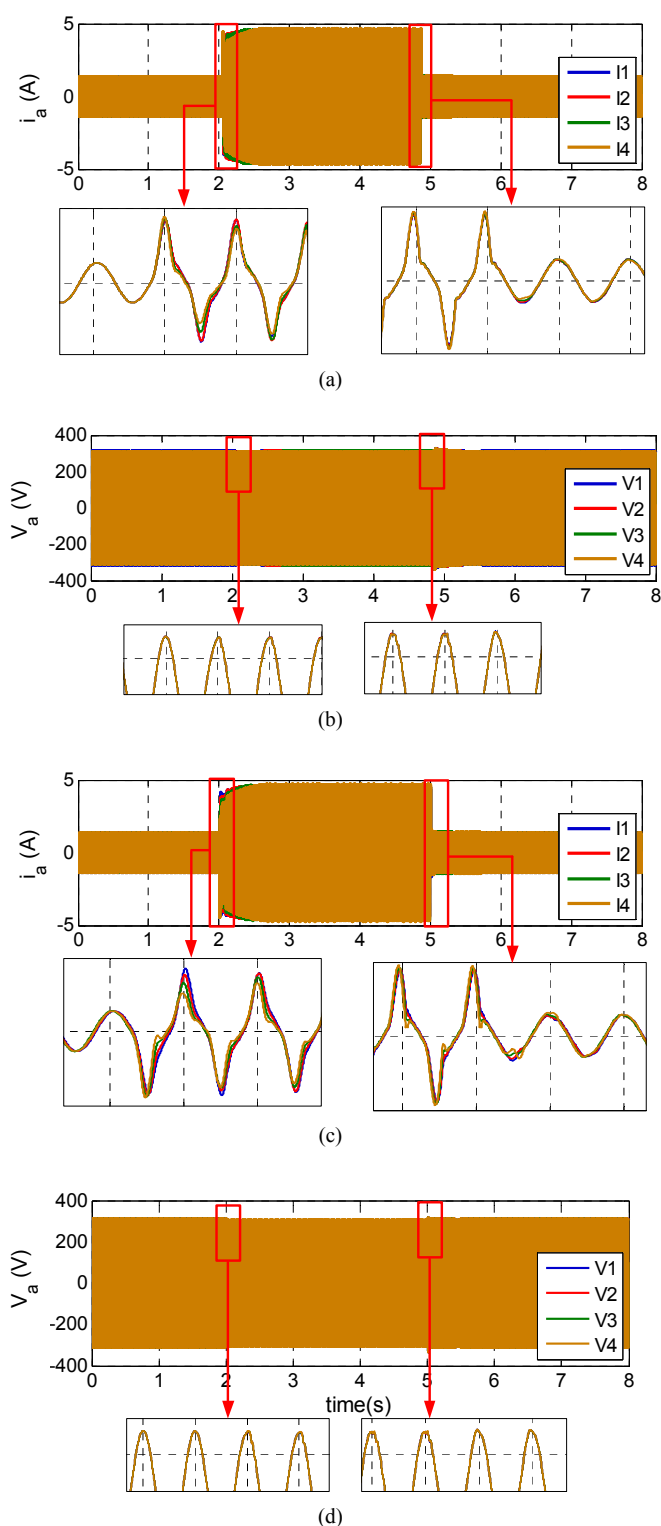 5
0
-5
i_a (A)
I1
I2
I3
I4
0 1 2 3 4 5 6 7 8
(a)
400
200
0
-200
-400
V_a (V)
V1
V2
V3
V4
0 1 2 3 4 5 6 7 8
(b)
5
0
-5
i_a (A)
I1
I2
I3
I4
0 1 2 3 4 5 6 7 8
(c)
400
200
0
-200
-400
V_a (V)
V1
V2
V3
V4
0 1 2 3 4 5 6 7 8
time(s)
(d)